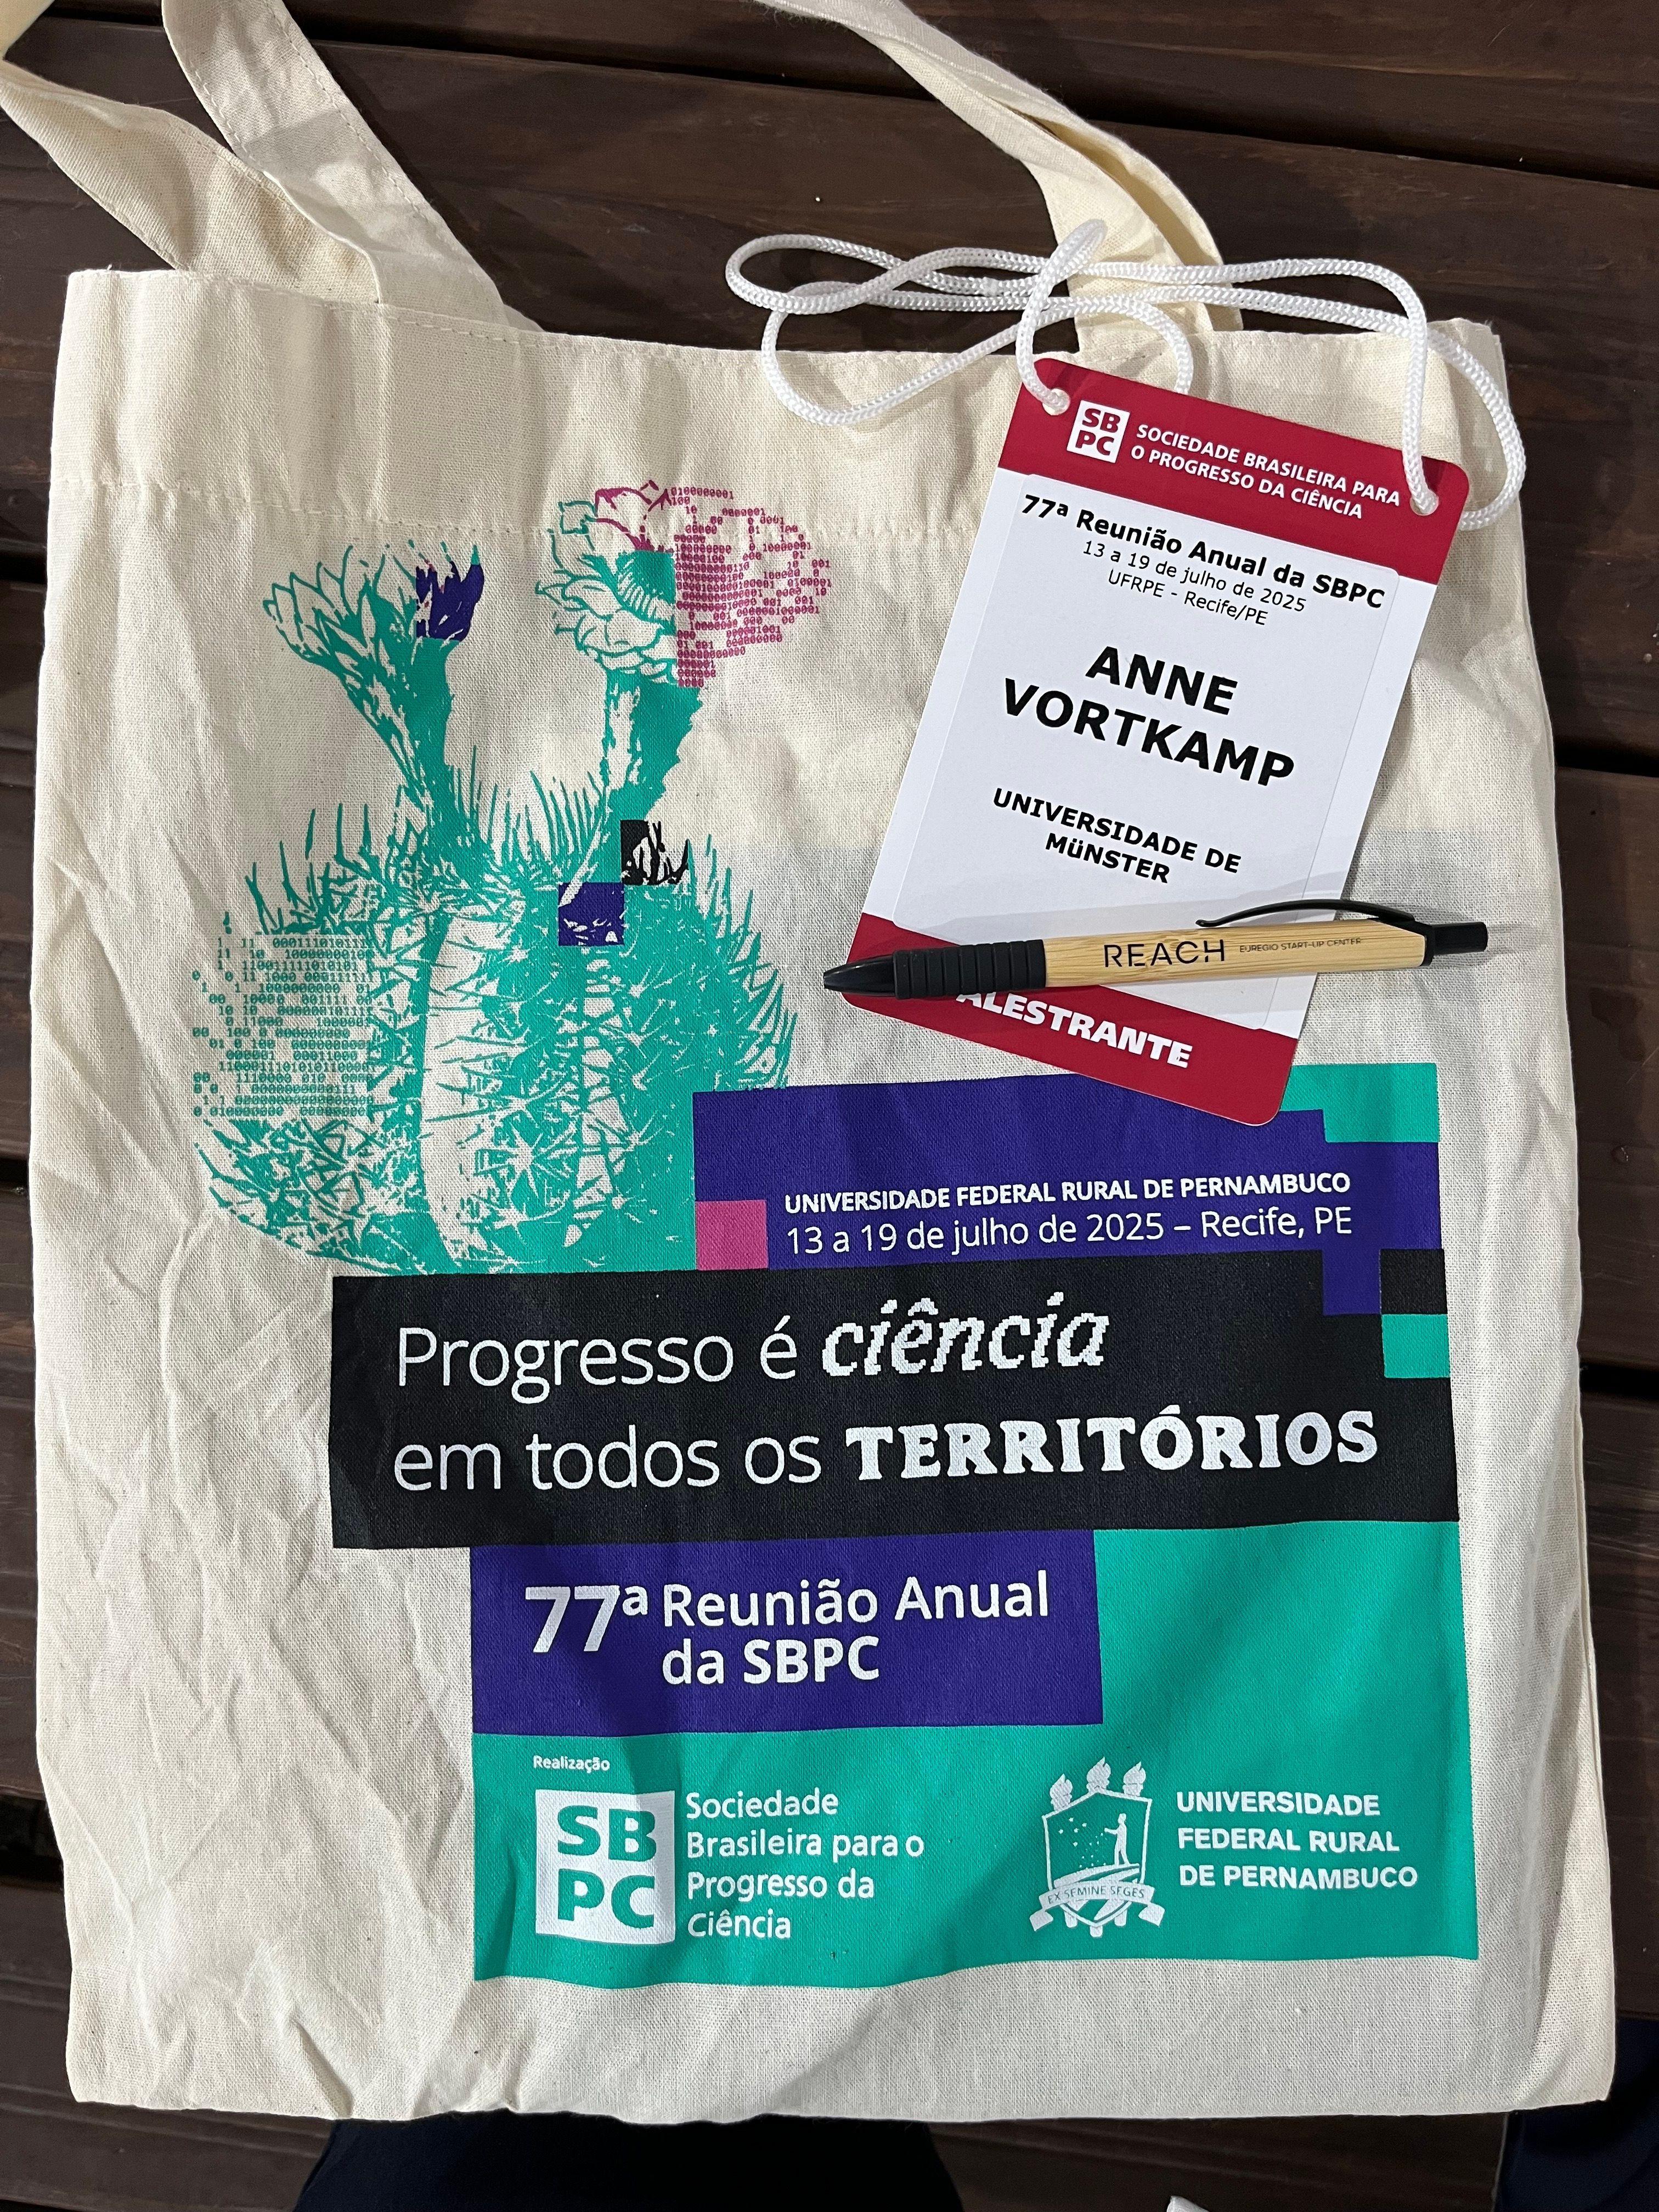 SB
PC
SOCIEDADE BRASILEIRA PARA
O PROGRESSO DA CIÊNCIA
77ª Reunião Anual da SBPC
13 a 19 de julho de 2025
UFRPE - Recife/PE
ANNE
VORTKAMP
UNIVERSIDADE DE
MüNSTER
REACH EUREGIO START-UP CENTER
ALESTRANTE
UNIVERSIDADE FEDERAL RURAL DE PERNAMBUCO
13 a 19 de julho de 2025 – Recife, PE
Progresso é ciência
em todos os TERRITÓRIOS
77ª Reunião Anual
da SBPC
Realização
SB
PC
Sociedade
Brasileira para o
Progresso da
Ciência
EX SEMINE SEGES
UNIVERSIDADE
FEDERAL RURAL
DE PERNAMBUCO